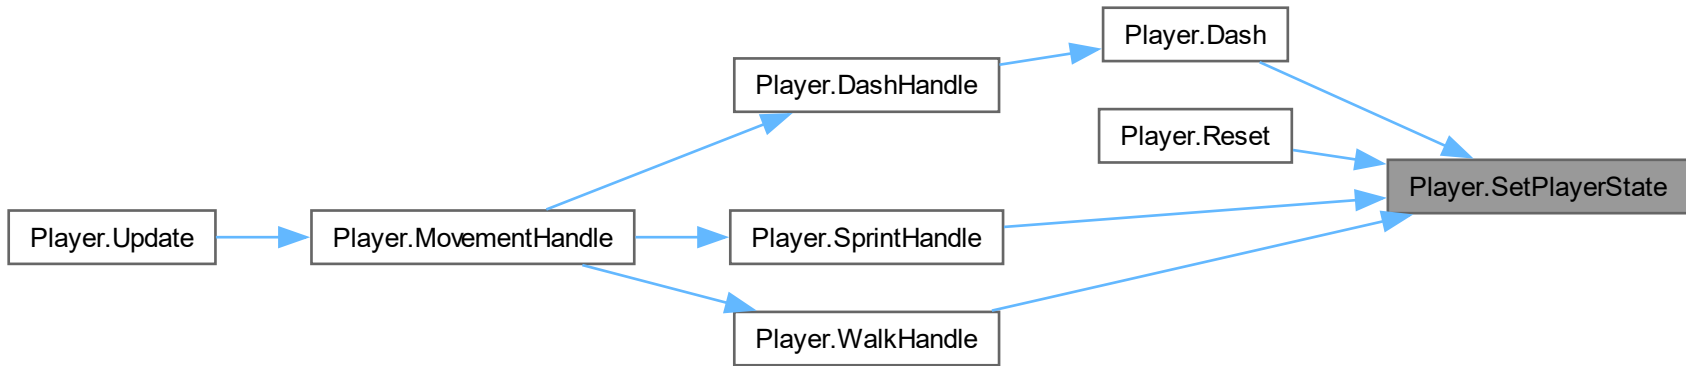 Player.Dash
Player.DashHandle
Player.Reset
Player.SetPlayerState
Player.Update
Player.MovementHandle
Player.SprintHandle
Player.WalkHandle